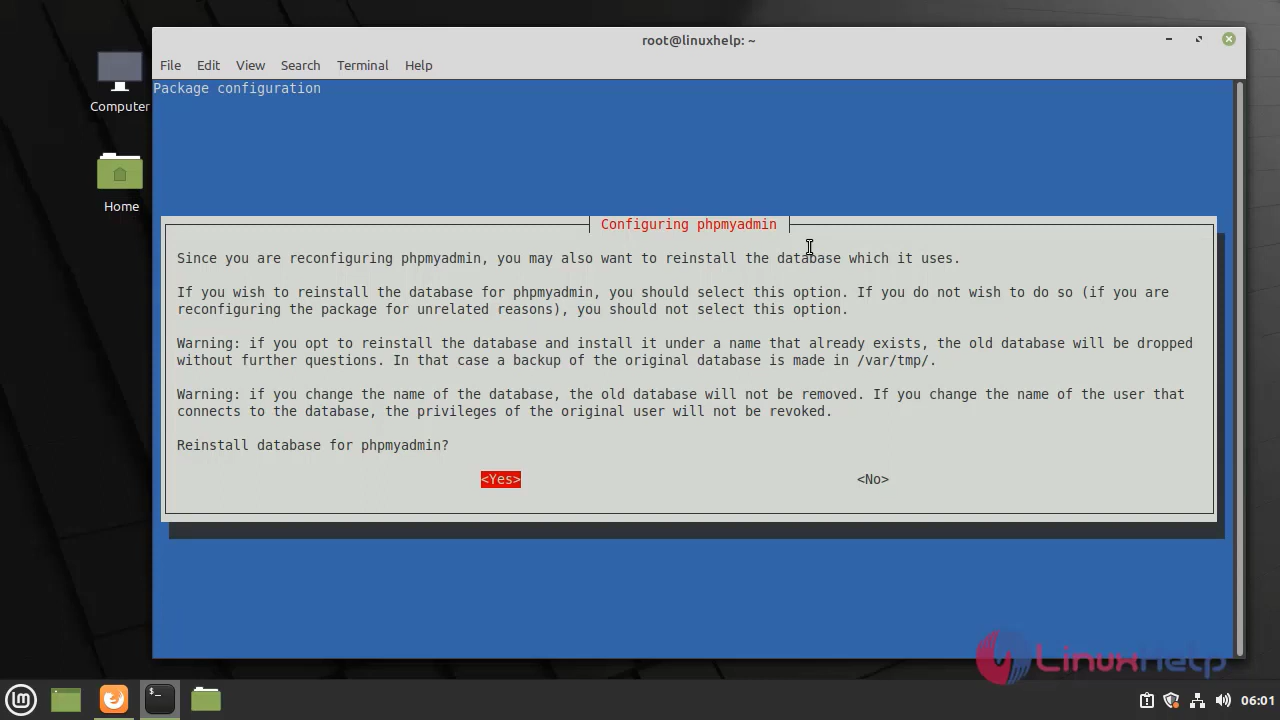 root@linuxhelp: ~
File Edit View Search Terminal Help
Package configuration
Computer
Home
Configuring phpmyadmin
Since you are reconfiguring phpmyadmin, you may also want to reinstall the database which it uses.
If you wish to reinstall the database for phpmyadmin, you should select this option. If you do not wish to do so (if you are
reconfiguring the package for unrelated reasons), you should not select this option.
Warning: if you opt to reinstall the database and install it under a name that already exists, the old database will be dropped
without further questions. In that case a backup of the original database is made in /var/tmp/.
Warning: if you change the name of the database, the old database will not be removed. If you change the name of the user that
connects to the database, the privileges of the original user will not be revoked.
Reinstall database for phpmyadmin?
<Yes> <No>
LinuxHelp
$_
06:01